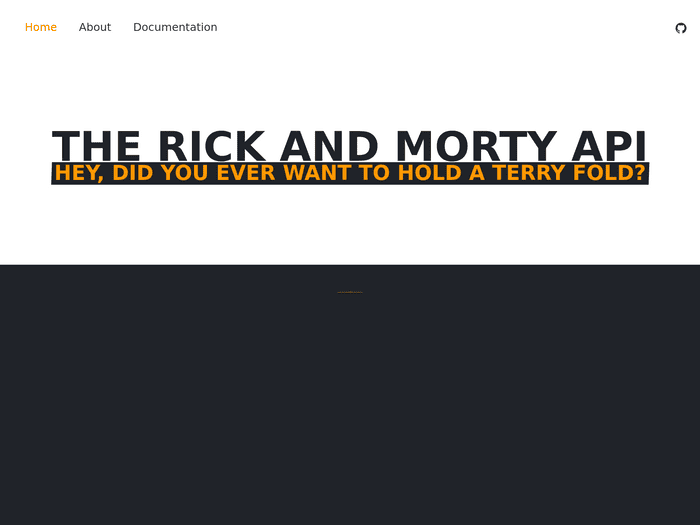 Home About Documentation
THE RICK AND MORTY API
HEY, DID YOU EVER WANT TO HOLD A TERRY FOLD?